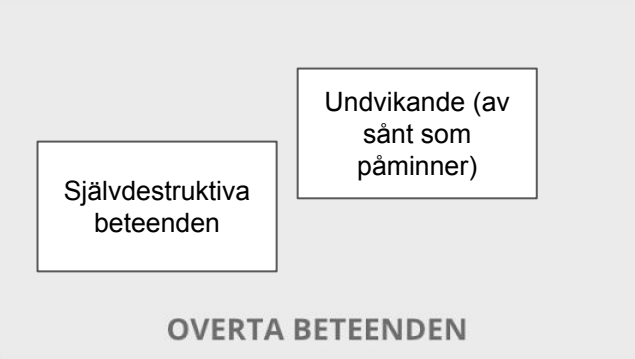 Undvikande (av
sånt som
påminner)
Självdestruktiva
beteenden
OVERTA BETEENDEN